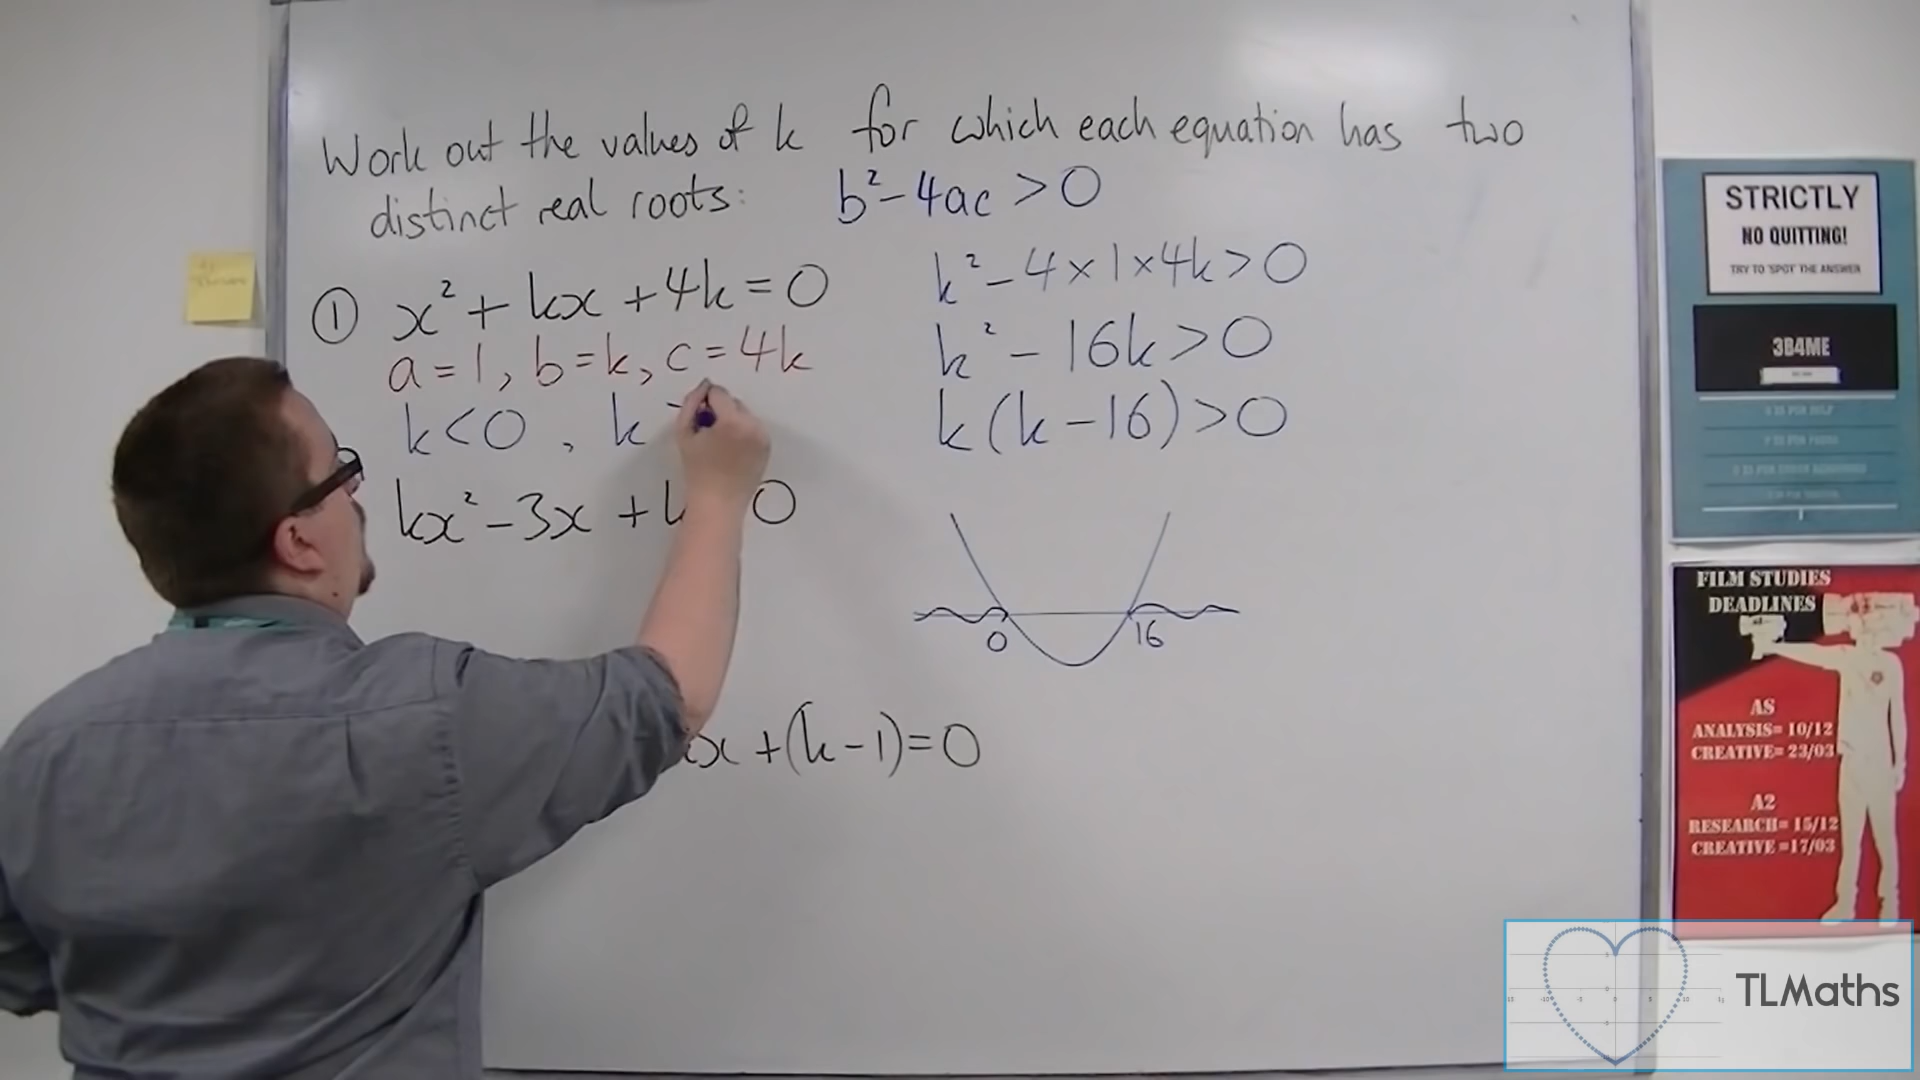 Work out the values of k for which each equation has two
distinct real roots: b² - 4ac > 0
① x² + kx + 4k = 0
a = 1, b = k, c = 4k
k < 0 , k
kx² - 3x + k 0
x + (k - 1) = 0
k² - 4 × 1 × 4k > 0
k² - 16k > 0
k (k - 16) > 0
0 16
STRICTLY
NO QUITTING!
TRY TO 'SPOT' THE ANSWER
3B4ME
FILM STUDIES
DEADLINES
AS
ANALYSIS= 10/12
CREATIVE= 23/03
A2
RESEARCH= 15/12
CREATIVE =17/03
TLMaths